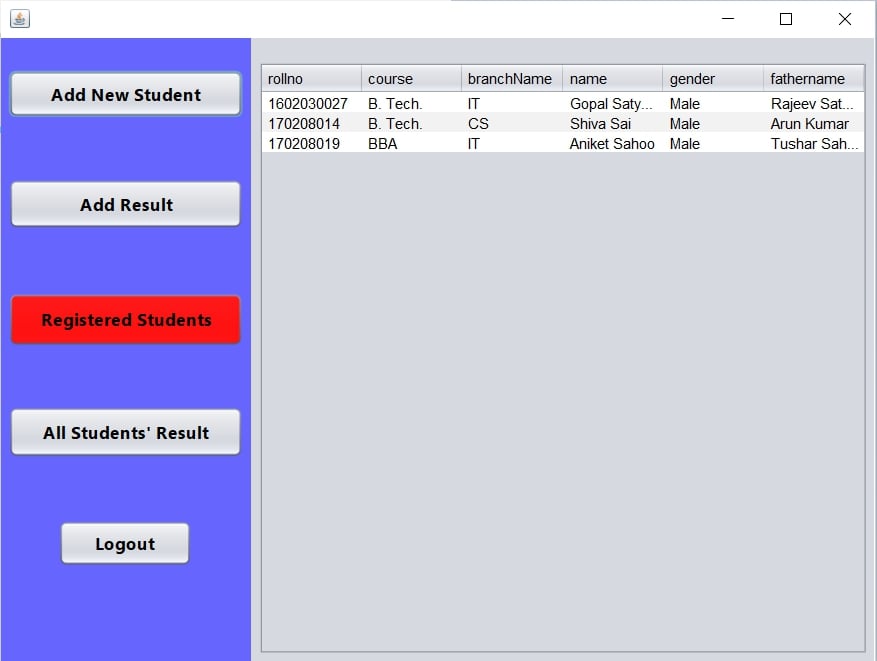 Add New Student
Add Result
Registered Students
All Students' Result
Logout
rollno course branchName name gender fathername
1602030027 B. Tech. IT Gopal Saty... Male Rajeev Sat...
170208014 B. Tech. CS Shiva Sai Male Arun Kumar
170208019 BBA IT Aniket Sahoo Male Tushar Sah...